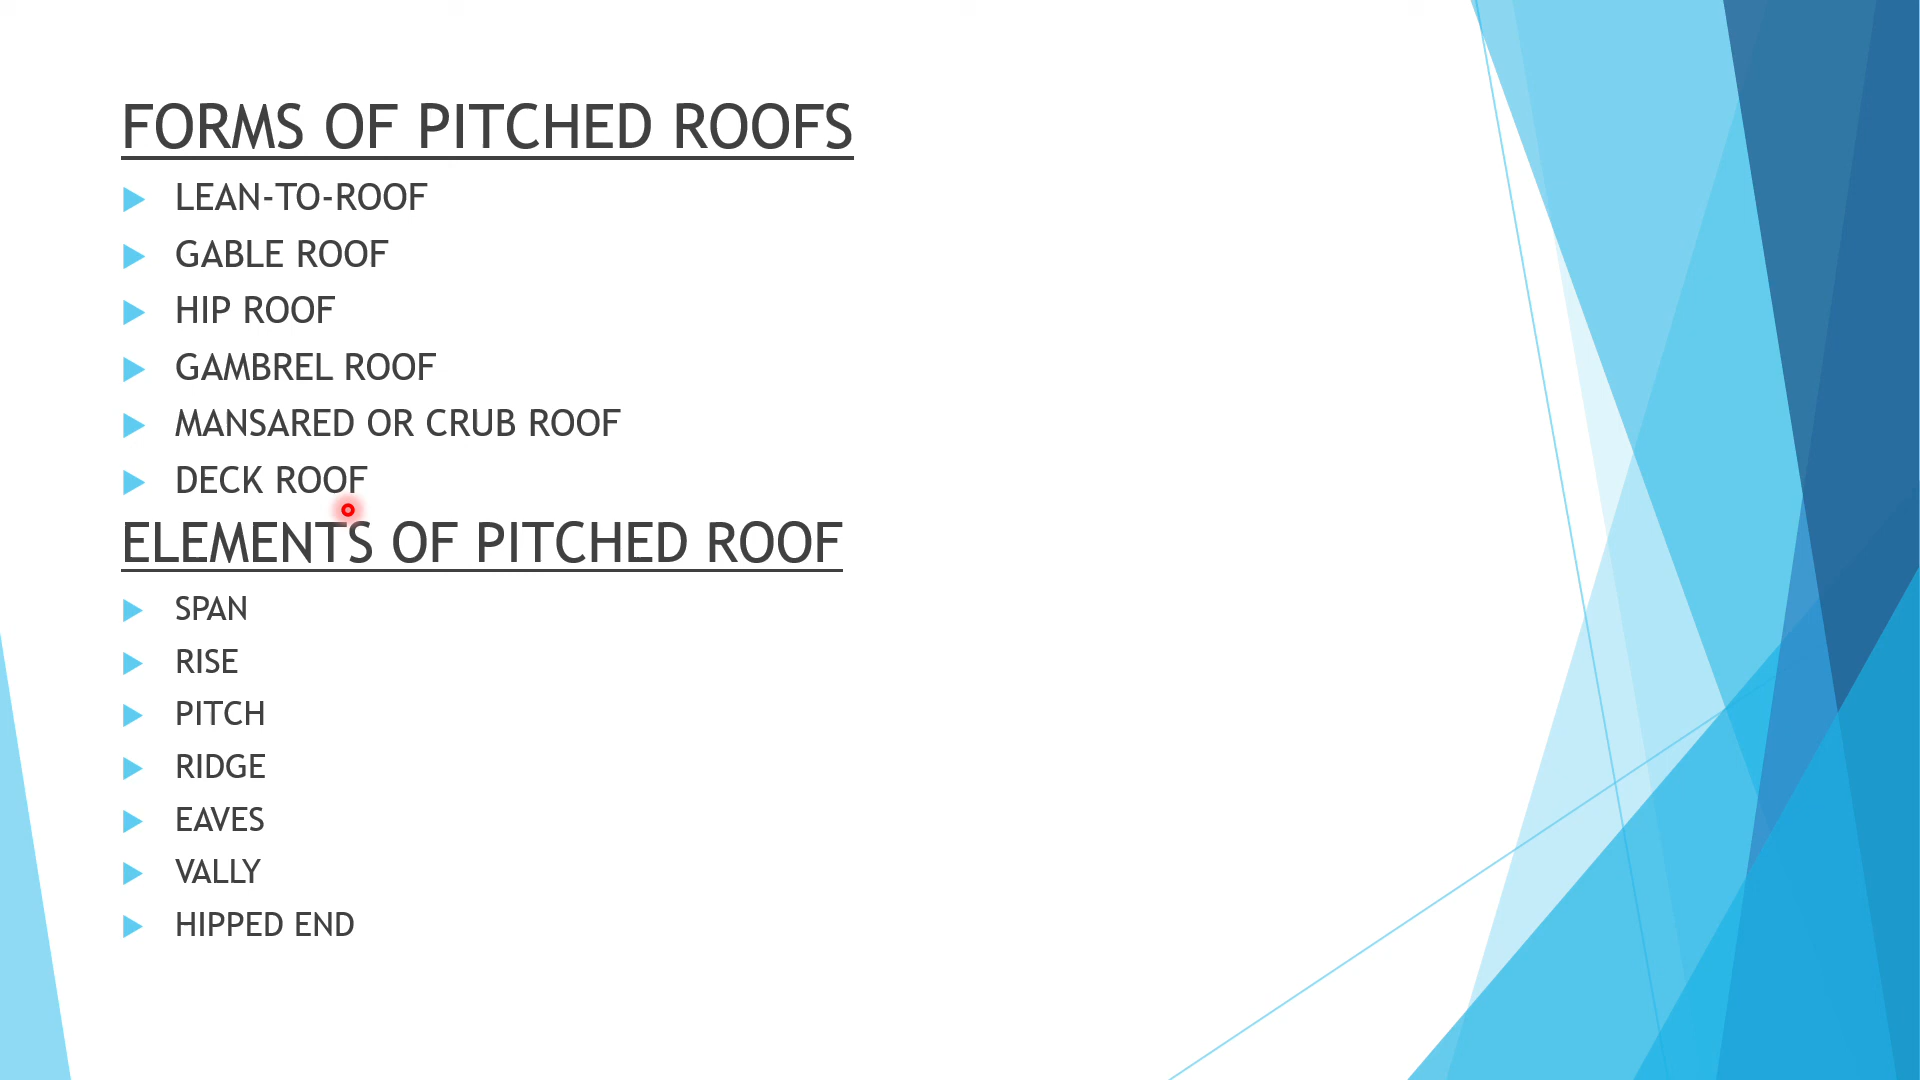 FORMS OF PITCHED ROOFS
LEAN-TO-ROOF
GABLE ROOF
HIP ROOF
GAMBREL ROOF
MANSARED OR CRUB ROOF
DECK ROOF
ELEMENTS OF PITCHED ROOF
SPAN
RISE
PITCH
RIDGE
EAVES
VALLY
HIPPED END